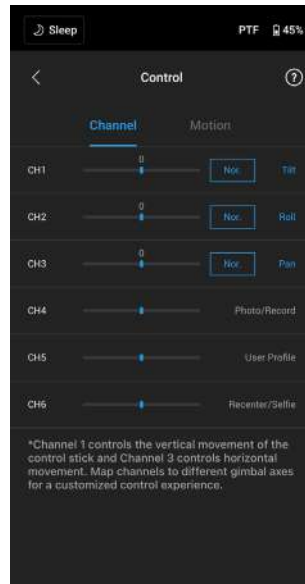 Sleep PTF 45%
Control ?
Channel Motion
0
CH1 Nor. Tilt
0
CH2 Nor. Roll
0
CH3 Nor. Pan
CH4 Photo/Record
CH5 User Profile
CH6 Recenter/Selfie
*Channel 1 controls the vertical movement of the
control stick and Channel 3 controls horizontal
movement. Map channels to different gimbal axes
for a customized control experience.